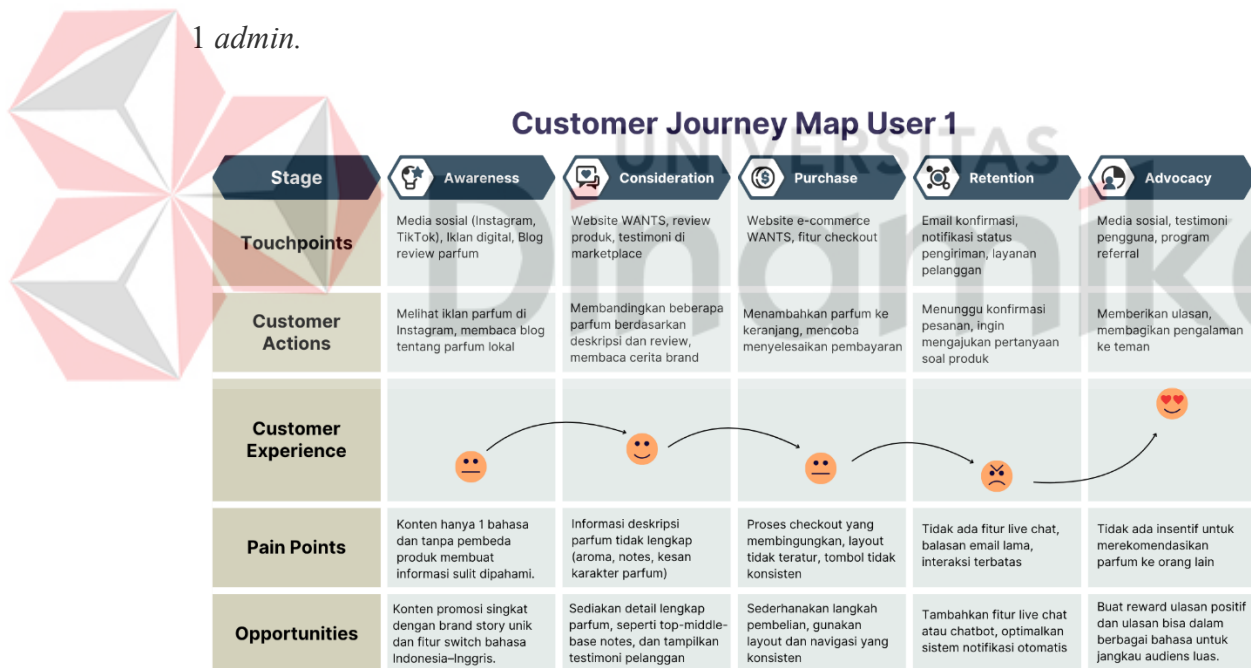 1 admin.
Customer Journey Map User 1
UNIVERSITAS
Dinamika
Stage
Awareness
Consideration
Purchase
Retention
Advocacy
Touchpoints
Media sosial (Instagram,
TikTok), Iklan digital, Blog
review parfum
Website WANTS, review
produk, testimoni di
marketplace
Website e-commerce
WANTS, fitur checkout
Email konfirmasi,
notifikasi status
pengiriman, layanan
pelanggan
Media sosial, testimoni
pengguna, program
referral
Customer
Actions
Melihat iklan parfum di
Instagram, membaca blog
tentang parfum lokal
Membandingkan beberapa
parfum berdasarkan
deskripsi dan review,
membaca cerita brand
Menambahkan parfum ke
keranjang, mencoba
menyelesaikan pembayaran
Menunggu konfirmasi
pesanan, ingin
mengajukan pertanyaan
soal produk
Memberikan ulasan,
membagikan pengalaman
ke teman
Customer
Experience
Pain Points
Konten hanya 1 bahasa
dan tanpa pembeda
produk membuat
informasi sulit dipahami.
Informasi deskripsi
parfum tidak lengkap
(aroma, notes, kesan
karakter parfum)
Proses checkout yang
membingungkan, layout
tidak teratur, tombol tidak
konsisten
Tidak ada fitur live chat,
balasan email lama,
interaksi terbatas
Tidak ada insentif untuk
merekomendasikan
parfum ke orang lain
Opportunities
Konten promosi singkat
dengan brand story unik
dan fitur switch bahasa
Indonesia–Inggris.
Sediakan detail lengkap
parfum, seperti top-middle-
base notes, dan tampilkan
testimoni pelanggan
Sederhanakan langkah
pembelian, gunakan
layout dan navigasi yang
konsisten
Tambahkan fitur live chat
atau chatbot, optimalkan
sistem notifikasi otomatis
Buat reward ulasan positif
dan ulasan bisa dalam
berbagai bahasa untuk
jangkau audiens luas.